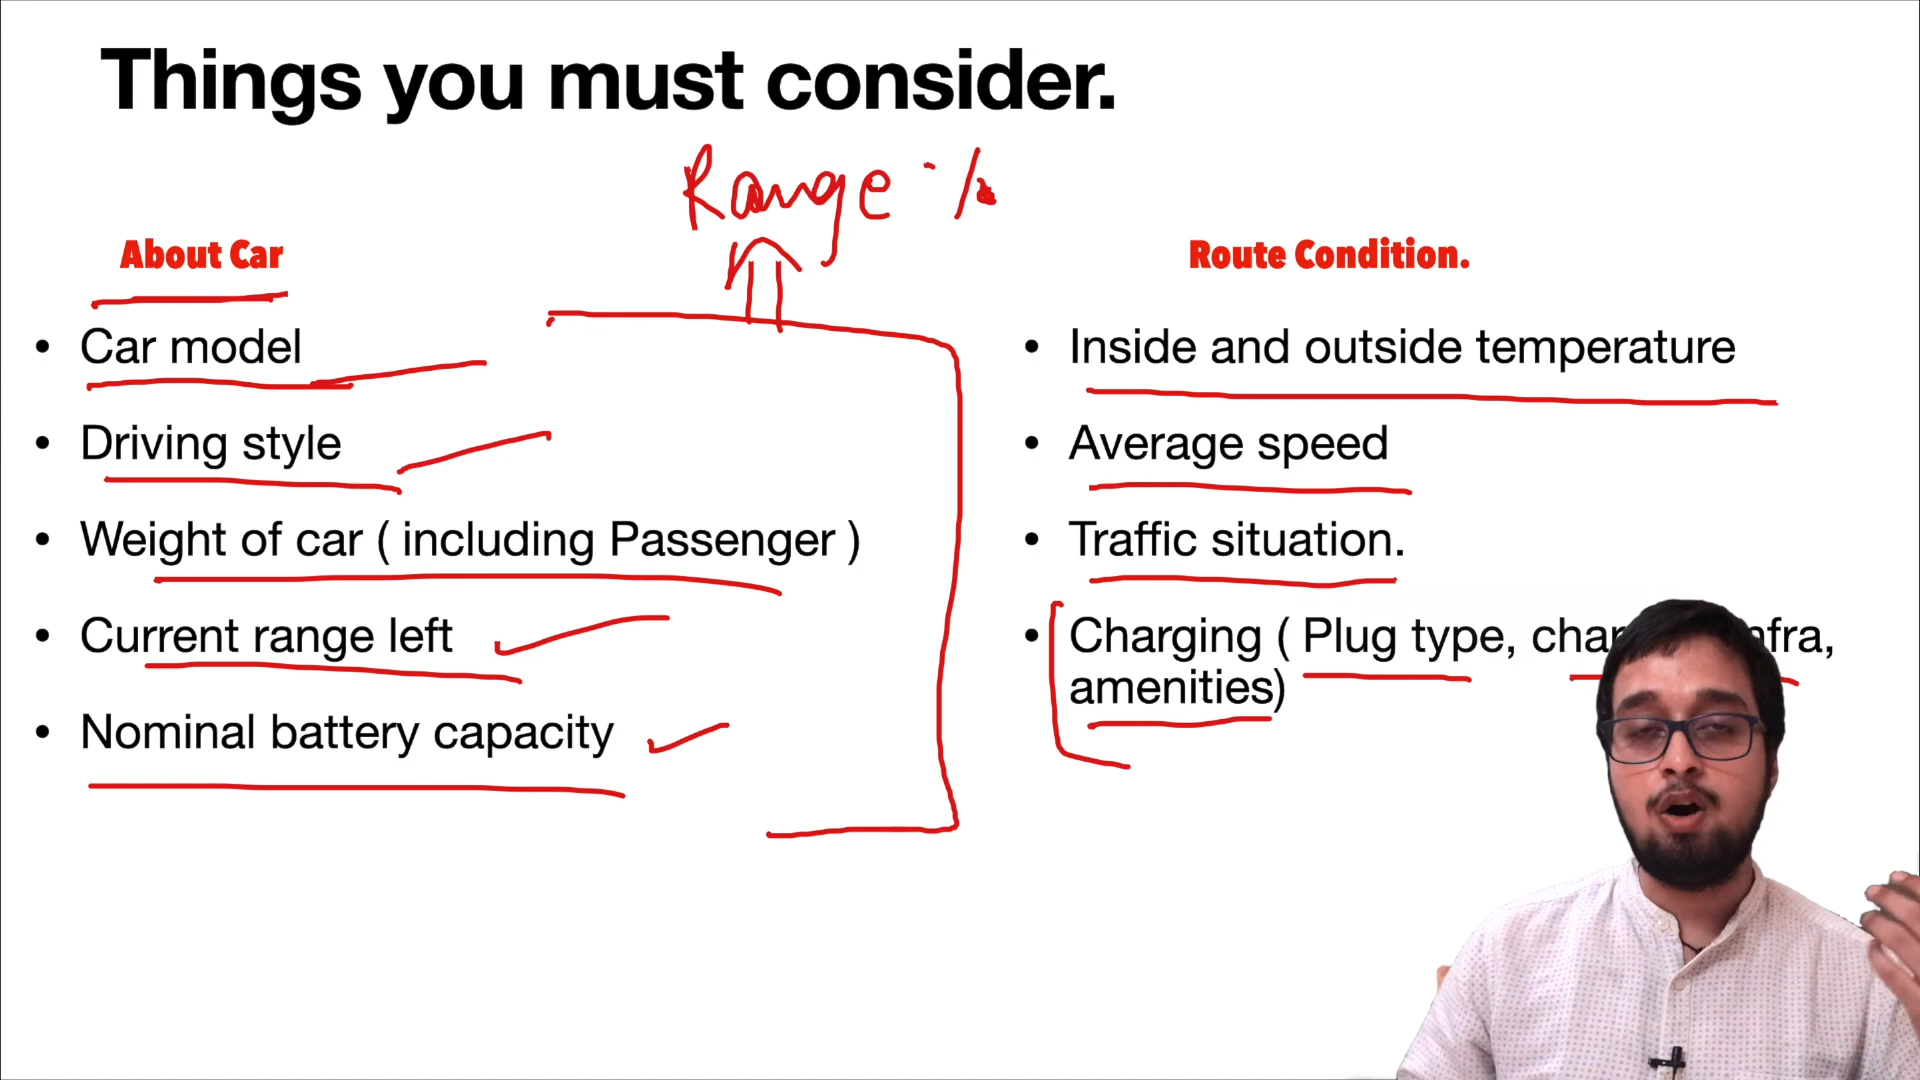 Things you must consider.
Range %
About Car
• Car model
• Driving style
• Weight of car ( including Passenger )
• Current range left
• Nominal battery capacity
Route Condition.
• Inside and outside temperature
• Average speed
• Traffic situation.
• Charging ( Plug type,
amenities)